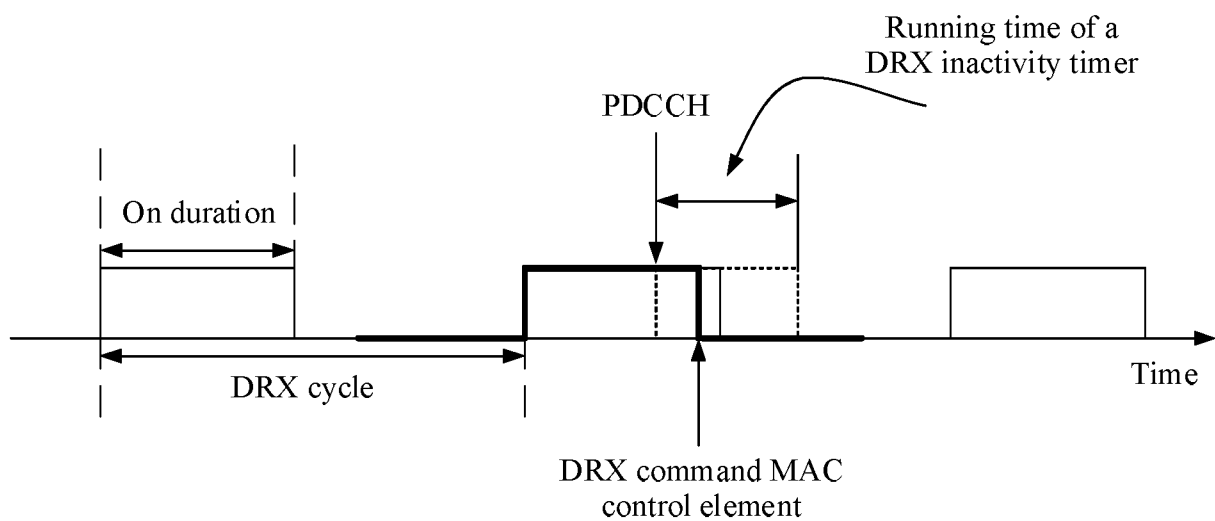 Running time of a
DRX inactivity timer
PDCCH
On duration
DRX cycle
Time
DRX command MAC
control element